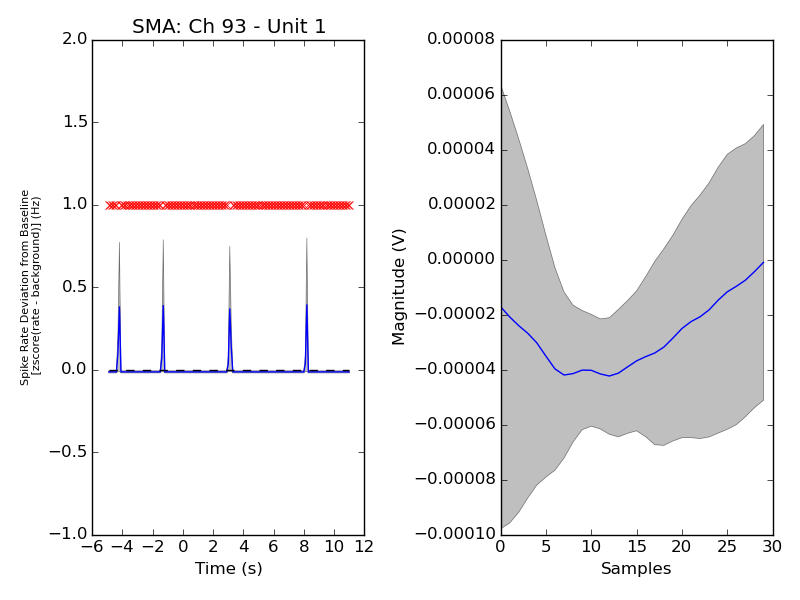 SMA: Ch 93 - Unit 1
2.0
1.5
1.0
0.5
0.0
−0.5
−1.0
−6 −4 −2 0 2 4 6 8 10 12
Time (s)
Spike Rate Deviation from Baseline
[zscore(rate - background)] (Hz)
0.00008
0.00006
0.00004
0.00002
0.00000
−0.00002
−0.00004
−0.00006
−0.00008
−0.00010
0 5 10 15 20 25 30
Samples
Magnitude (V)